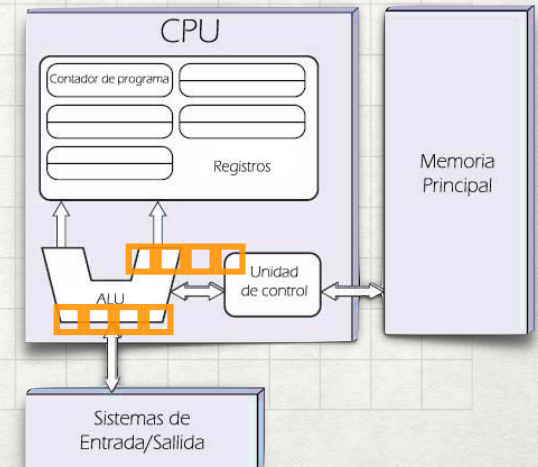 CPU
Contador de programa
Registros
Memoria
Principal
ALU
Unidad
de control
Sistemas de
Entrada/Sallida